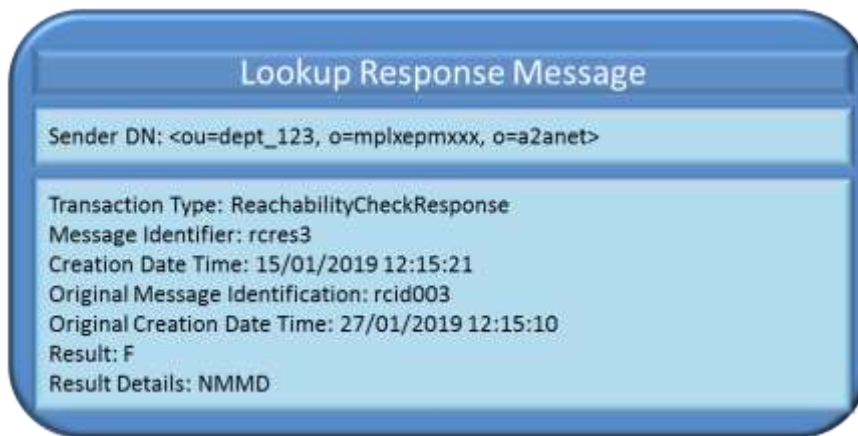 Lookup Response Message
Sender DN: <ou=dept_123, o=mplxepmxxx, o=a2anet>
Transaction Type: ReachabilityCheckResponse
Message Identifier: rcres3
Creation Date Time: 15/01/2019 12:15:21
Original Message Identification: rcid003
Original Creation Date Time: 27/01/2019 12:15:10
Result: F
Result Details: NMMD